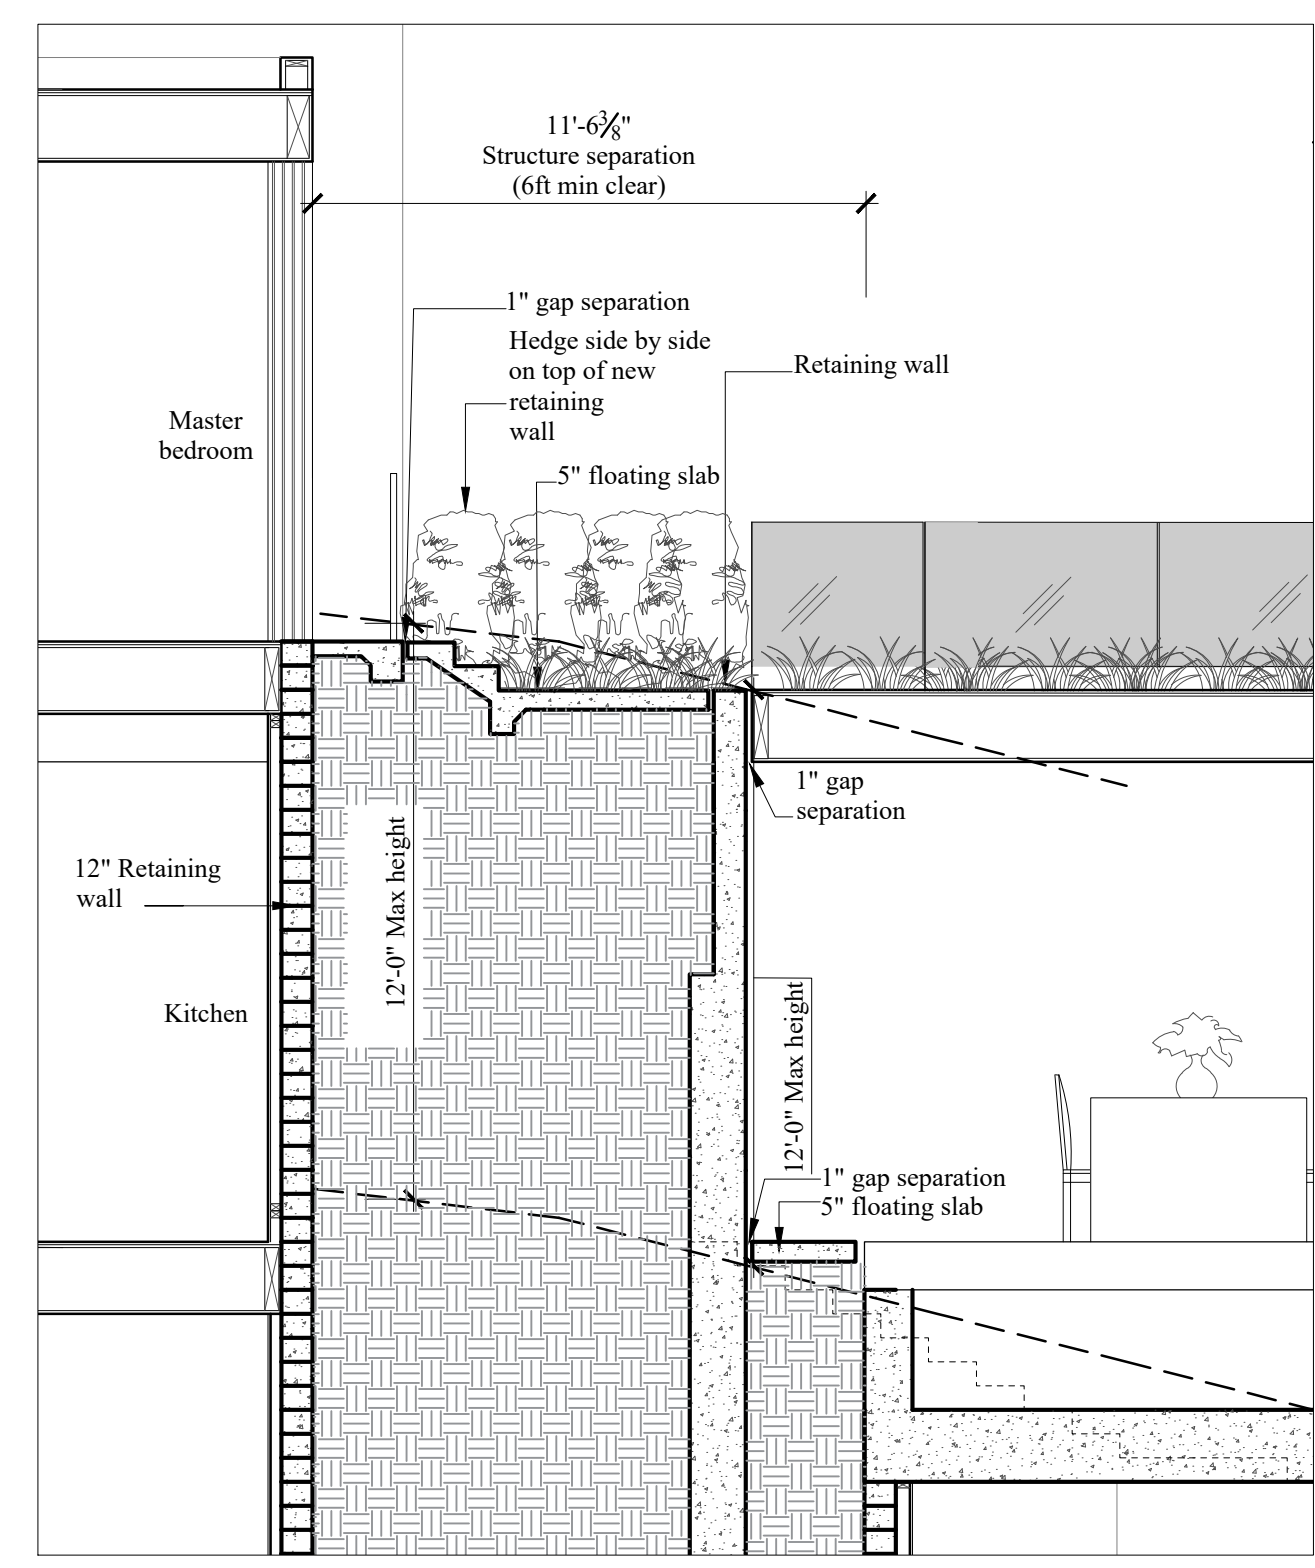 11'-6⅜"
Structure separation
(6ft min clear)
1" gap separation
Hedge side by side
on top of new
retaining
wall
Retaining wall
Master
bedroom
5" floating slab
1" gap
separation
12'-0" Max height
12" Retaining
wall
Kitchen
12'-0" Max height
1" gap separation
5" floating slab